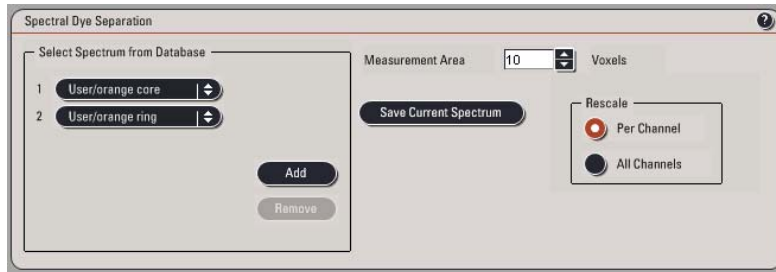 Spectral Dye Separation
?
Select Spectrum from Database
1 User/orange core
2 User/orange ring
Add
Remove
Measurement Area 10 Voxels
Save Current Spectrum
Rescale
Per Channel
All Channels